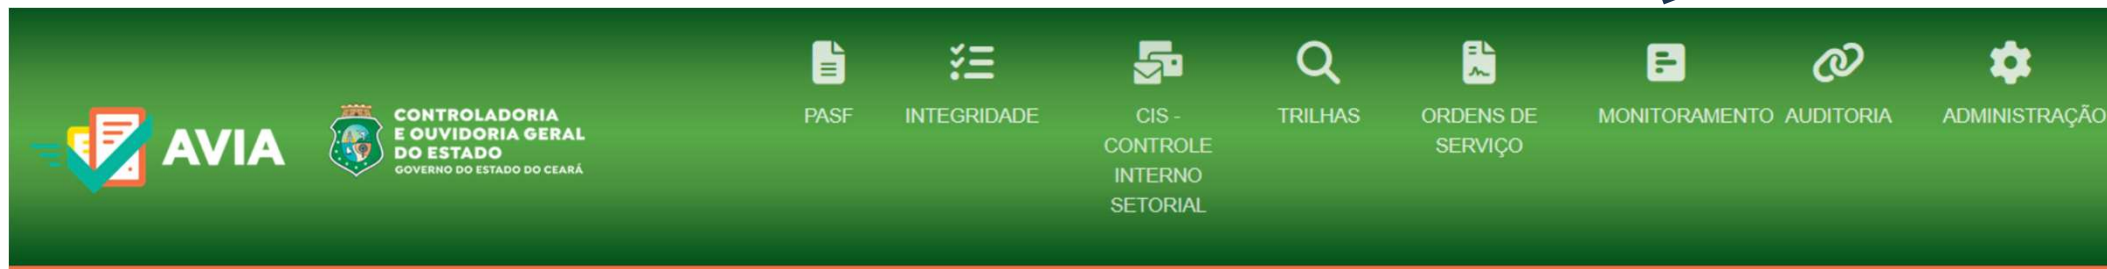 AVIA
CONTROLADORIA
E OUVIDORIA GERAL
DO ESTADO
GOVERNO DO ESTADO DO CEARÁ
PASF
INTEGRIDADE
CIS -
CONTROLE
INTERNO
SETORIAL
TRILHAS
ORDENS DE
SERVIÇO
MONITORAMENTO
AUDITORIA
ADMINISTRAÇÃO